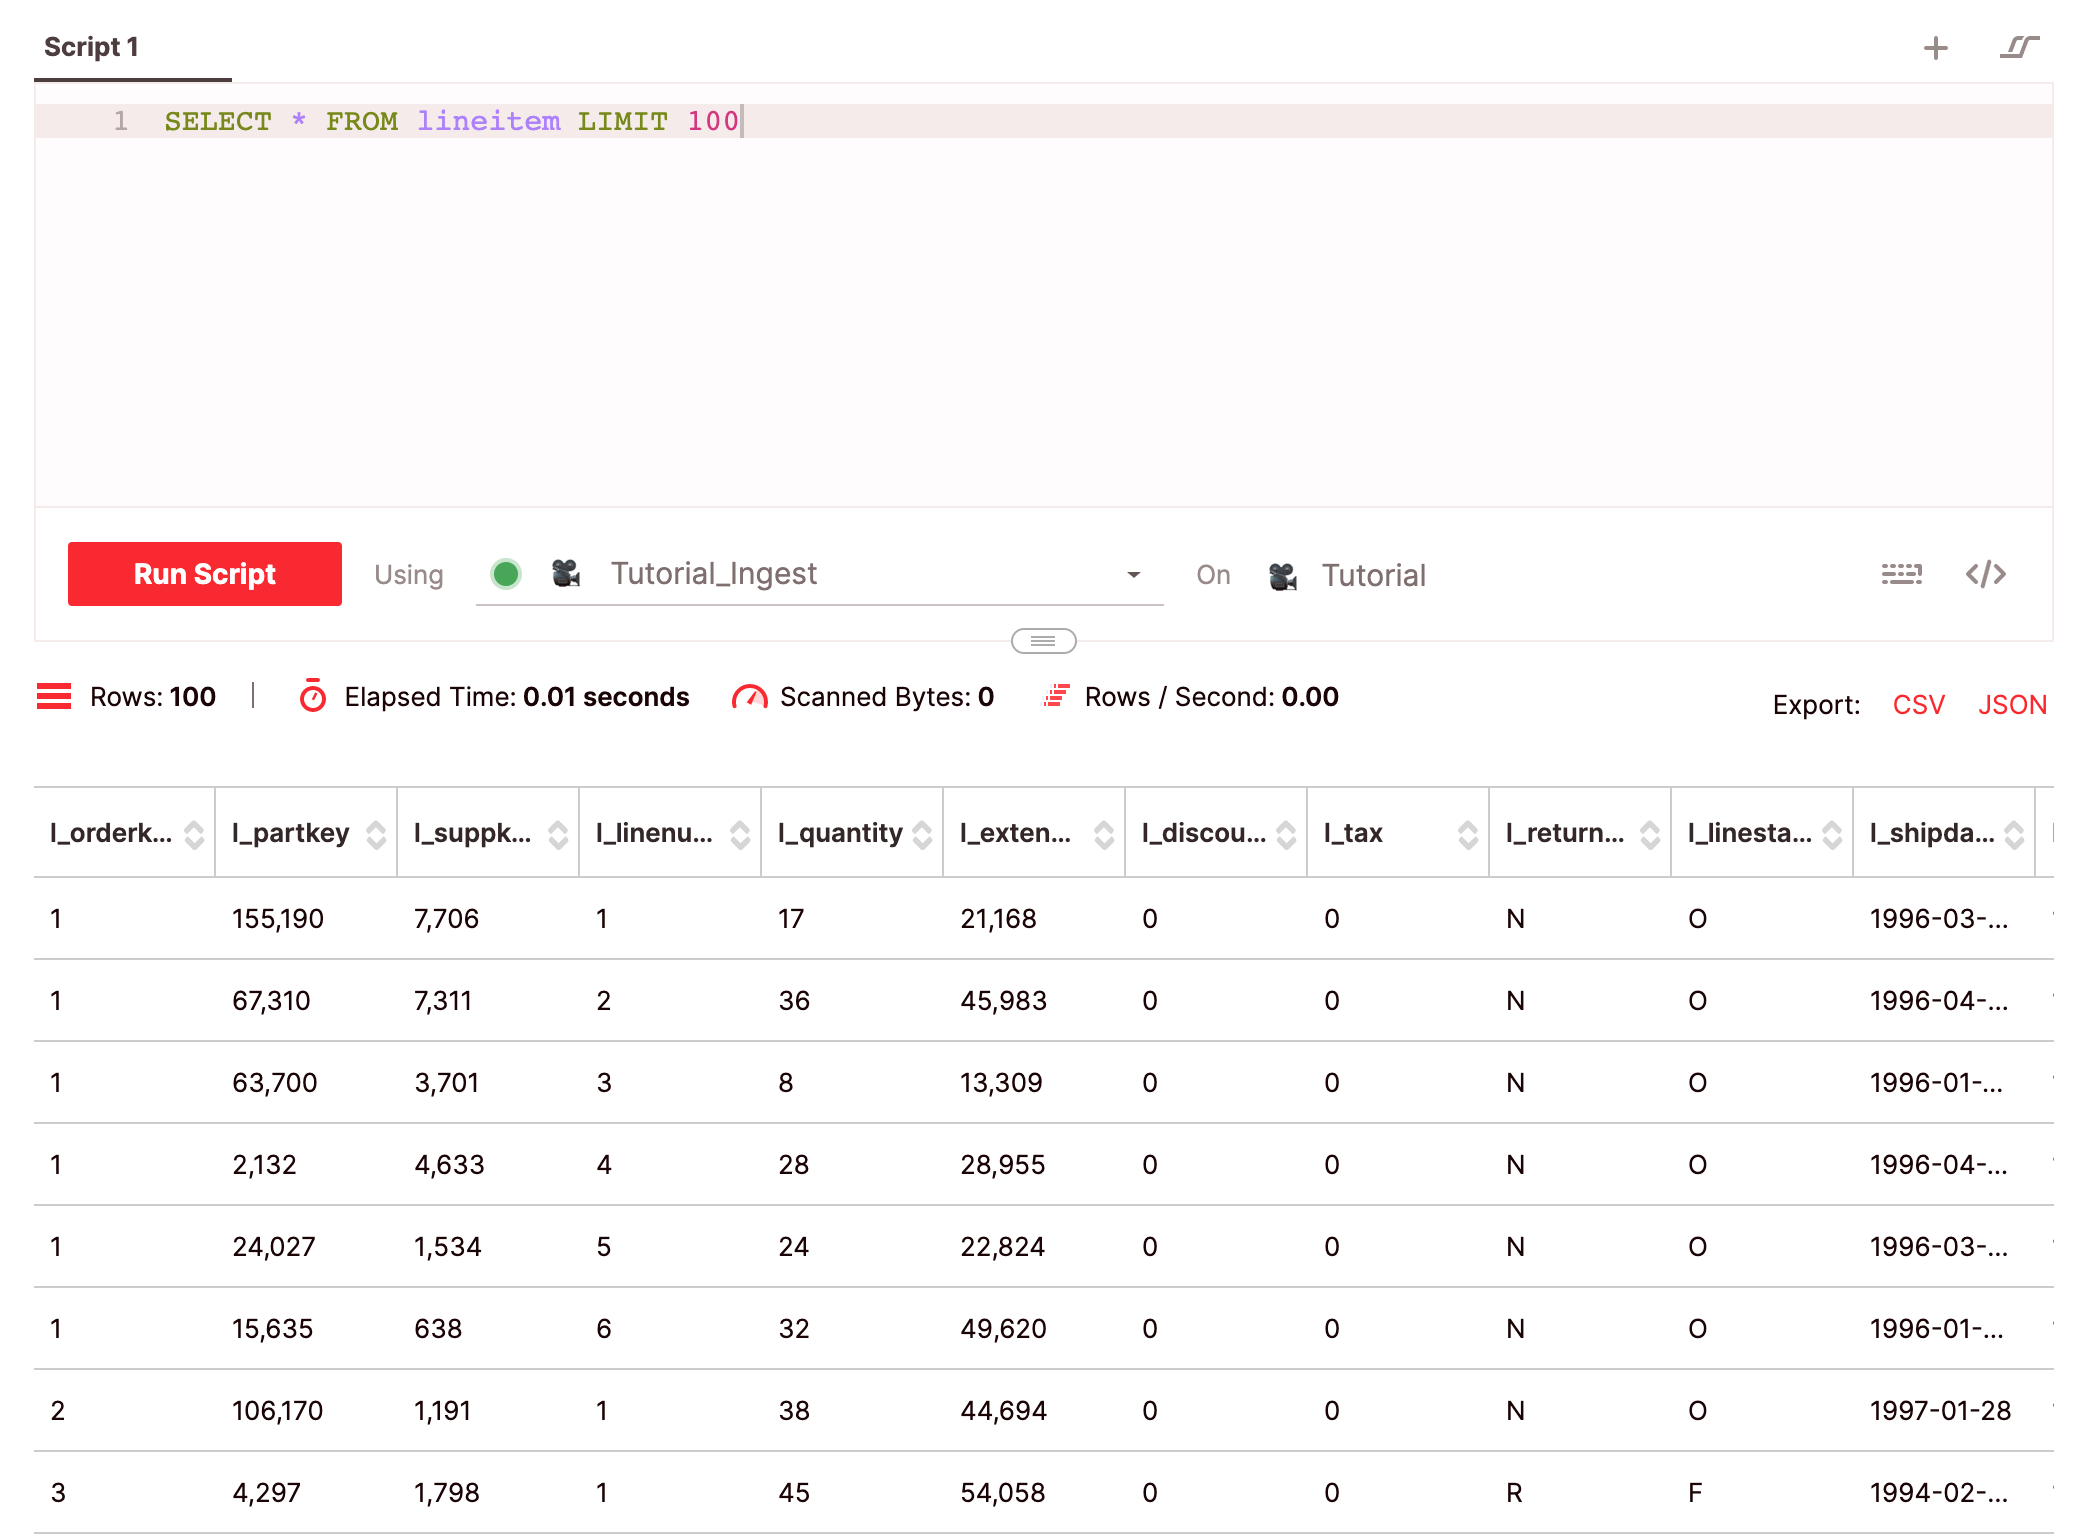 Script 1
1 SELECT * FROM lineitem LIMIT 100
Run Script Using Tutorial_Ingest On Tutorial
Rows: 100 | Elapsed Time: 0.01 seconds Scanned Bytes: 0 Rows / Second: 0.00 Export: CSV JSON
l_orderk... l_partkey l_suppk... l_linenu... l_quantity l_exten... l_discou... l_tax l_return... l_linesta... l_shipda...
1 155,190 7,706 1 17 21,168 0 0 N O 1996-03-...
1 67,310 7,311 2 36 45,983 0 0 N O 1996-04-...
1 63,700 3,701 3 8 13,309 0 0 N O 1996-01-...
1 2,132 4,633 4 28 28,955 0 0 N O 1996-04-...
1 24,027 1,534 5 24 22,824 0 0 N O 1996-03-...
1 15,635 638 6 32 49,620 0 0 N O 1996-01-...
2 106,170 1,191 1 38 44,694 0 0 N O 1997-01-28
3 4,297 1,798 1 45 54,058 0 0 R F 1994-02-...